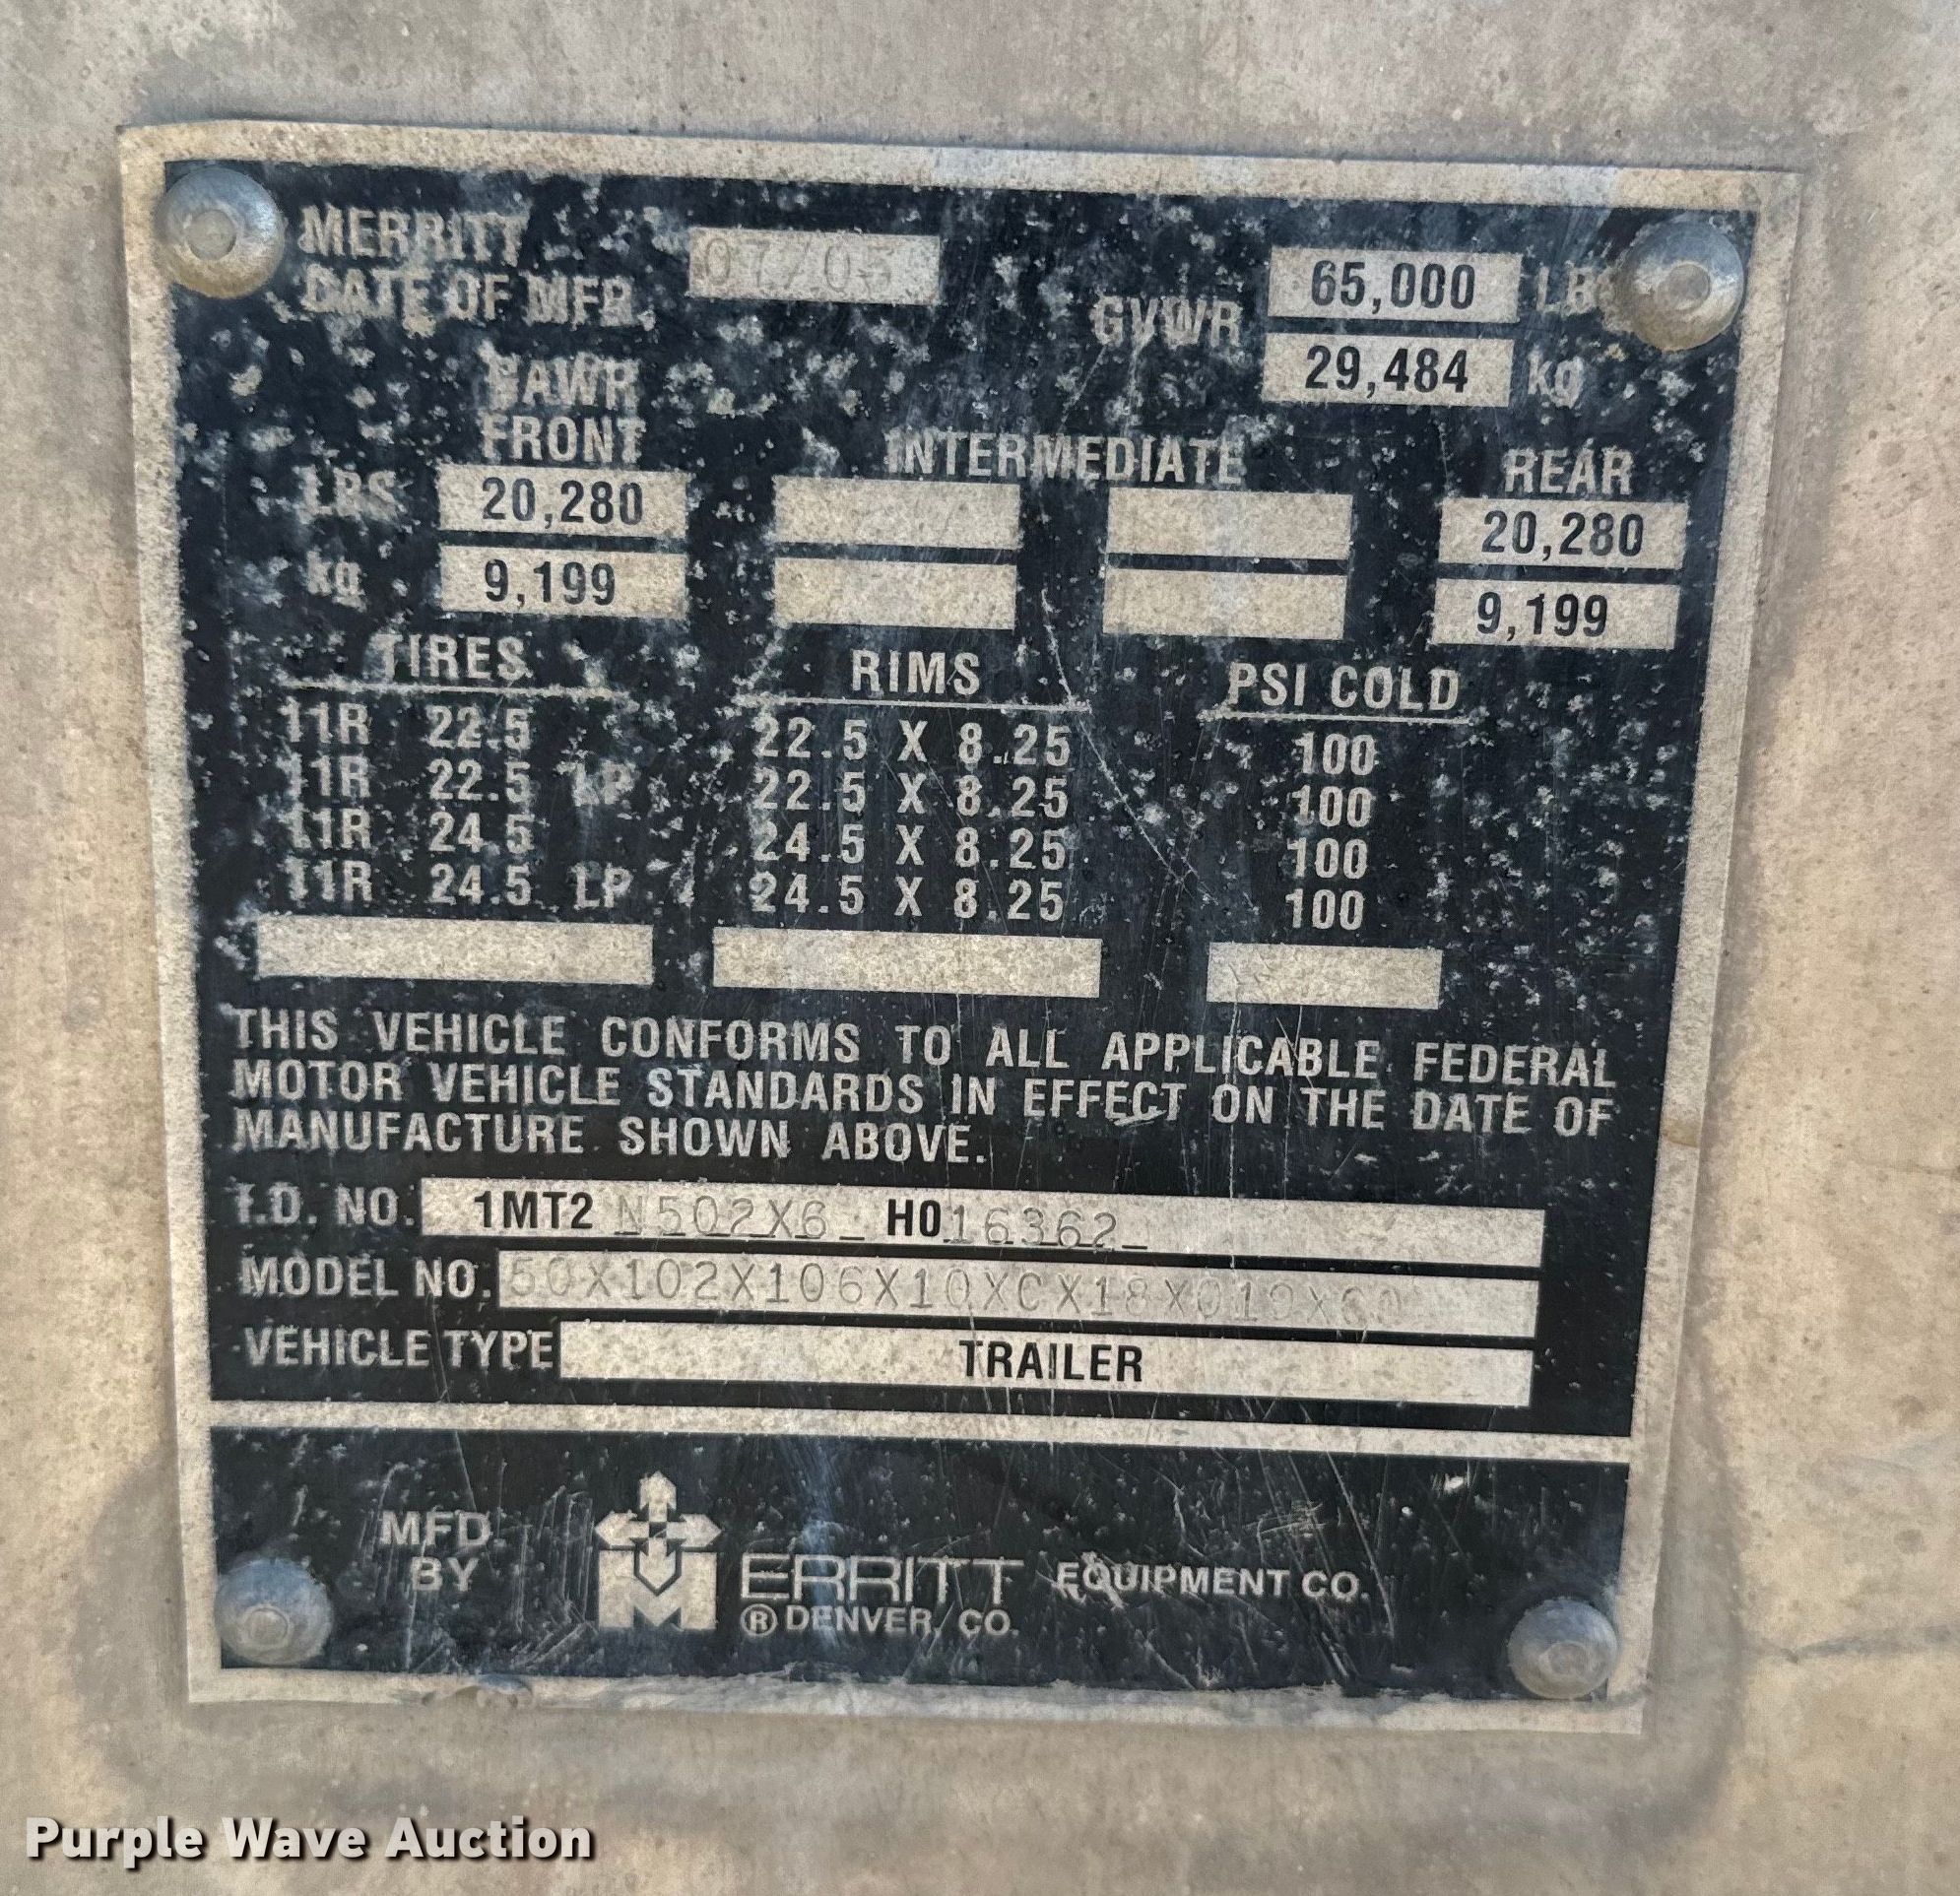 MERRITT
DATE OF MFR. 07/05
GVWR 65,000 LBS
29,484 kg
GAWR
FRONT INTERMEDIATE REAR
LBS 20,280 20,280
kg 9,199 9,199
TIRES RIMS PSI COLD
11R 22.5 22.5 X 8.25 100
11R 22.5 LP 22.5 X 8.25 100
11R 24.5 24.5 X 8.25 100
11R 24.5 LP 24.5 X 8.25 100
THIS VEHICLE CONFORMS TO ALL APPLICABLE FEDERAL
MOTOR VEHICLE STANDARDS IN EFFECT ON THE DATE OF
MANUFACTURE SHOWN ABOVE.
I.D. NO. 1MT2 N502X6 H016362
MODEL NO.
VEHICLE TYPE TRAILER
MFD.
BY
MERRITT EQUIPMENT CO.
® DENVER, CO.
Purple Wave Auction